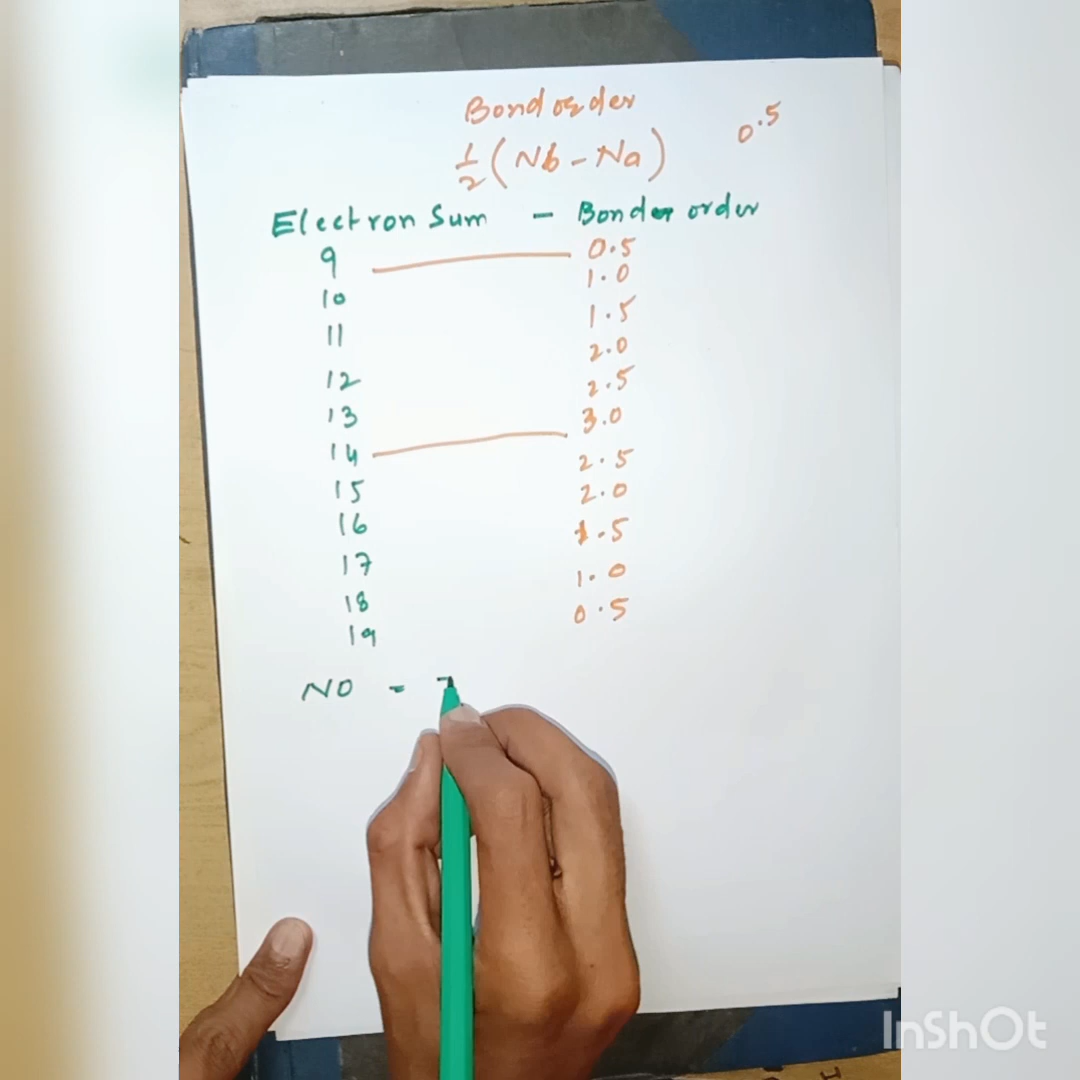 Bond order
1/2 (Nb - Na)
0.5
Electron Sum - Bonder order
9 0.5
10 1.0
11 1.5
12 2.0
13 2.5
14 3.0
15 2.5
16 2.0
17 1.5
18 1.0
19 0.5
NO = 7
InShOt